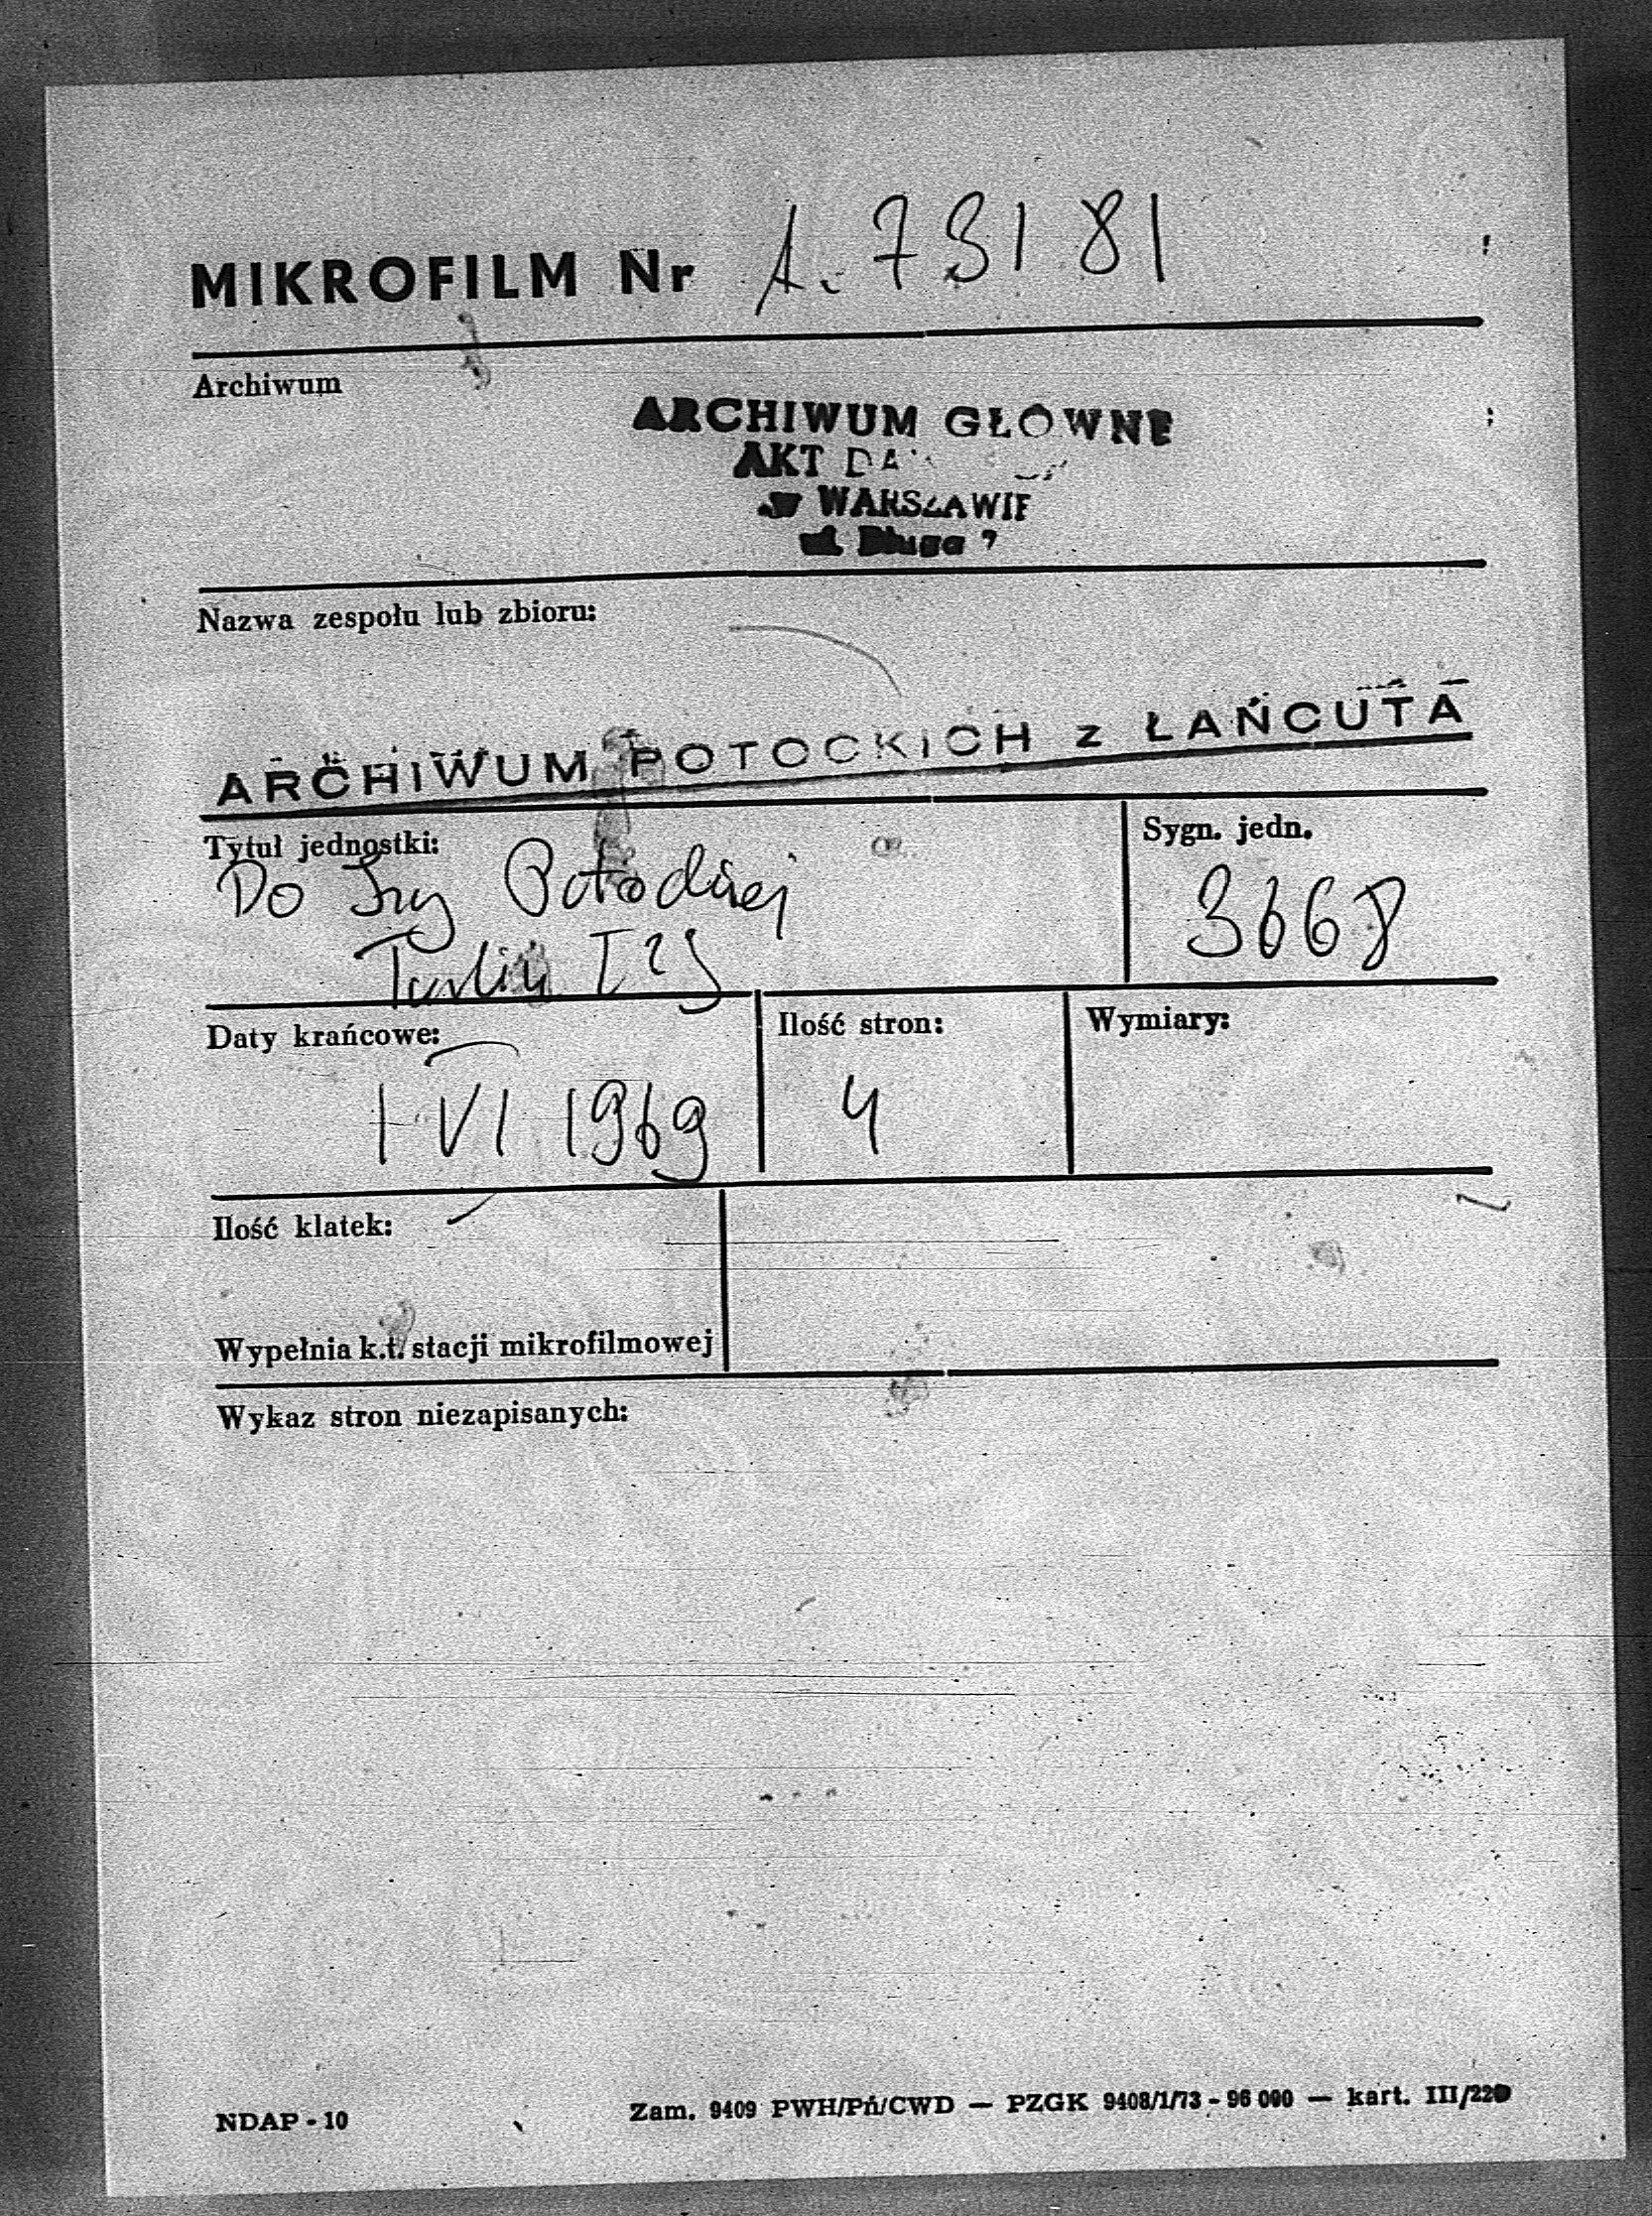 MIKROFILM Nr A. 73181
Archiwum
ARCHIWUM GŁÓWNE
AKT DA
W WARSZAWIE
ul. Długa 7
Nazwa zespołu lub zbioru:
ARCHIWUM POTOCKICH z ŁAŃCUTA
Tytuł jednostki:
Sygn. jedn.
Do Izy Potockiej
3668
Daty krańcowe:
Ilość stron:
Wymiary:
1 VI 1969
4
Ilość klatek:
Wypełnia k.t. stacji mikrofilmowej
Wykaz stron niezapisanych:
NDAP - 10
Zam. 9409 PWH/Pń/CWD — PZGK 9408/1/73 - 96 000 — kart. III/220